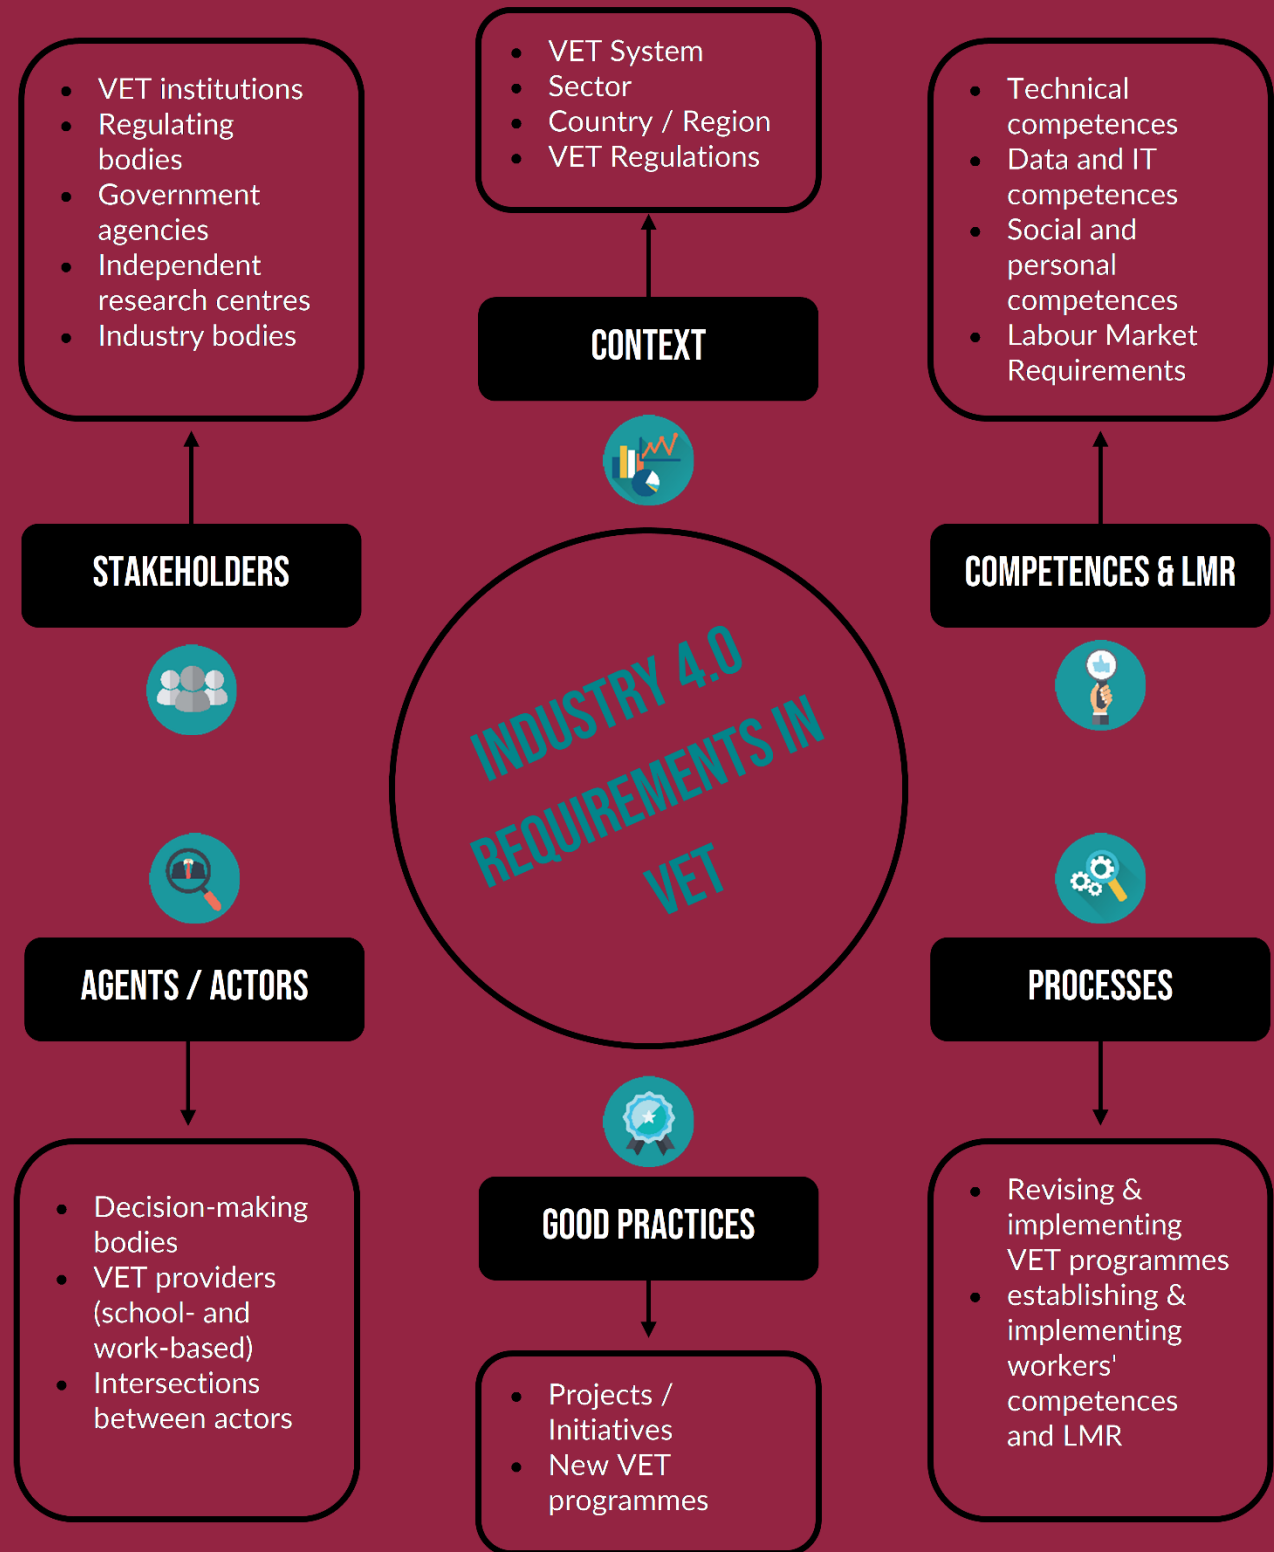 • VET institutions
• Regulating
bodies
• Government
agencies
• Independent
research centres
• Industry bodies
STAKEHOLDERS
• VET System
• Sector
• Country / Region
• VET Regulations
CONTEXT
• Technical
competences
• Data and IT
competences
• Social and
personal
competences
• Labour Market
Requirements
COMPETENCES & LMR
INDUSTRY 4.0
REQUIREMENTS IN
VET
AGENTS / ACTORS
• Decision-making
bodies
• VET providers
(school- and
work-based)
• Intersections
between actors
GOOD PRACTICES
• Projects /
Initiatives
• New VET
programmes
PROCESSES
• Revising &
implementing
VET programmes
• establishing &
implementing
workers'
competences
and LMR